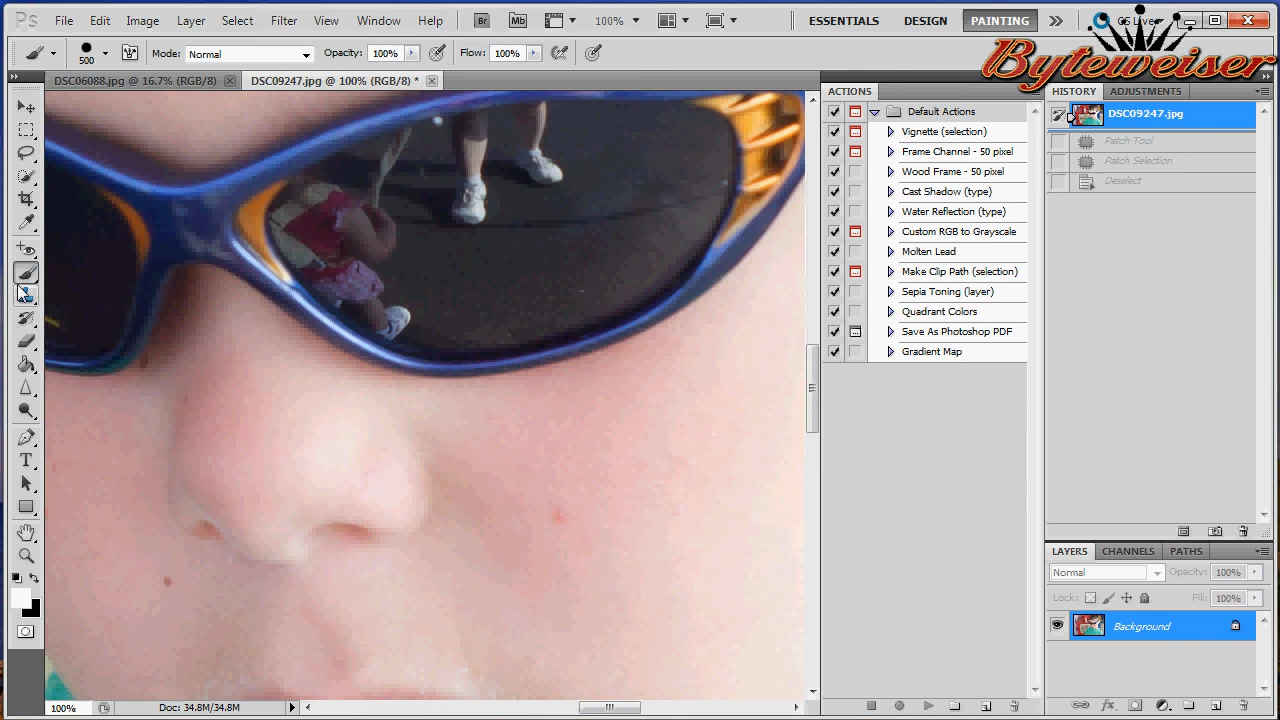 Ps File Edit Image Layer Select Filter View Window Help Br Mb 100% ESSENTIALS DESIGN PAINTING CS Live
Byteweiser
500 Mode: Normal Opacity: 100% Flow: 100%
DSC06088.jpg @ 16.7% (RGB/8) DSC09247.jpg @ 100% (RGB/8) *
ACTIONS
Default Actions
Vignette (selection)
Frame Channel - 50 pixel
Wood Frame - 50 pixel
Cast Shadow (type)
Water Reflection (type)
Custom RGB to Grayscale
Molten Lead
Make Clip Path (selection)
Sepia Toning (layer)
Quadrant Colors
Save As Photoshop PDF
Gradient Map
HISTORY ADJUSTMENTS
DSC09247.jpg
Patch Tool
Patch Selection
Deselect
LAYERS CHANNELS PATHS
Normal Opacity: 100%
Lock: Fill: 100%
Background
100% Doc: 34.8M/34.8M